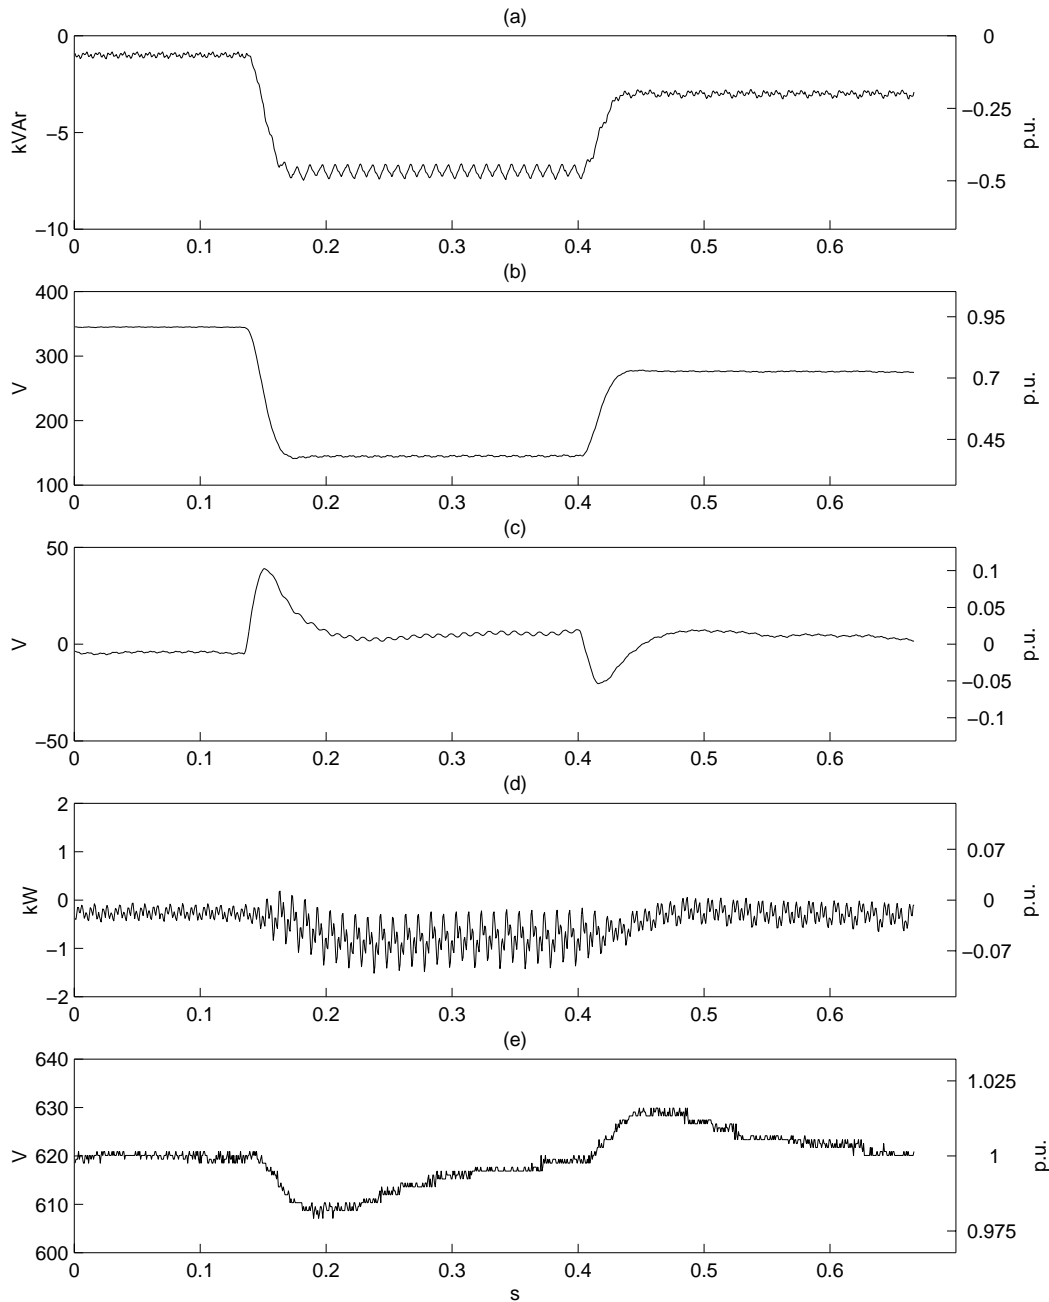 (a)
0
−5
−10
kVAr
0
−0.25
−0.5
p.u.
0 0.1 0.2 0.3 0.4 0.5 0.6
(b)
400
300
200
100
V
0.95
0.7
0.45
p.u.
0 0.1 0.2 0.3 0.4 0.5 0.6
(c)
50
0
−50
V
0.1
0.05
0
−0.05
−0.1
p.u.
0 0.1 0.2 0.3 0.4 0.5 0.6
(d)
2
1
0
−1
−2
kW
0.07
0
−0.07
p.u.
0 0.1 0.2 0.3 0.4 0.5 0.6
(e)
640
630
620
610
600
V
1.025
1
0.975
p.u.
0 0.1 0.2 0.3 0.4 0.5 0.6
s